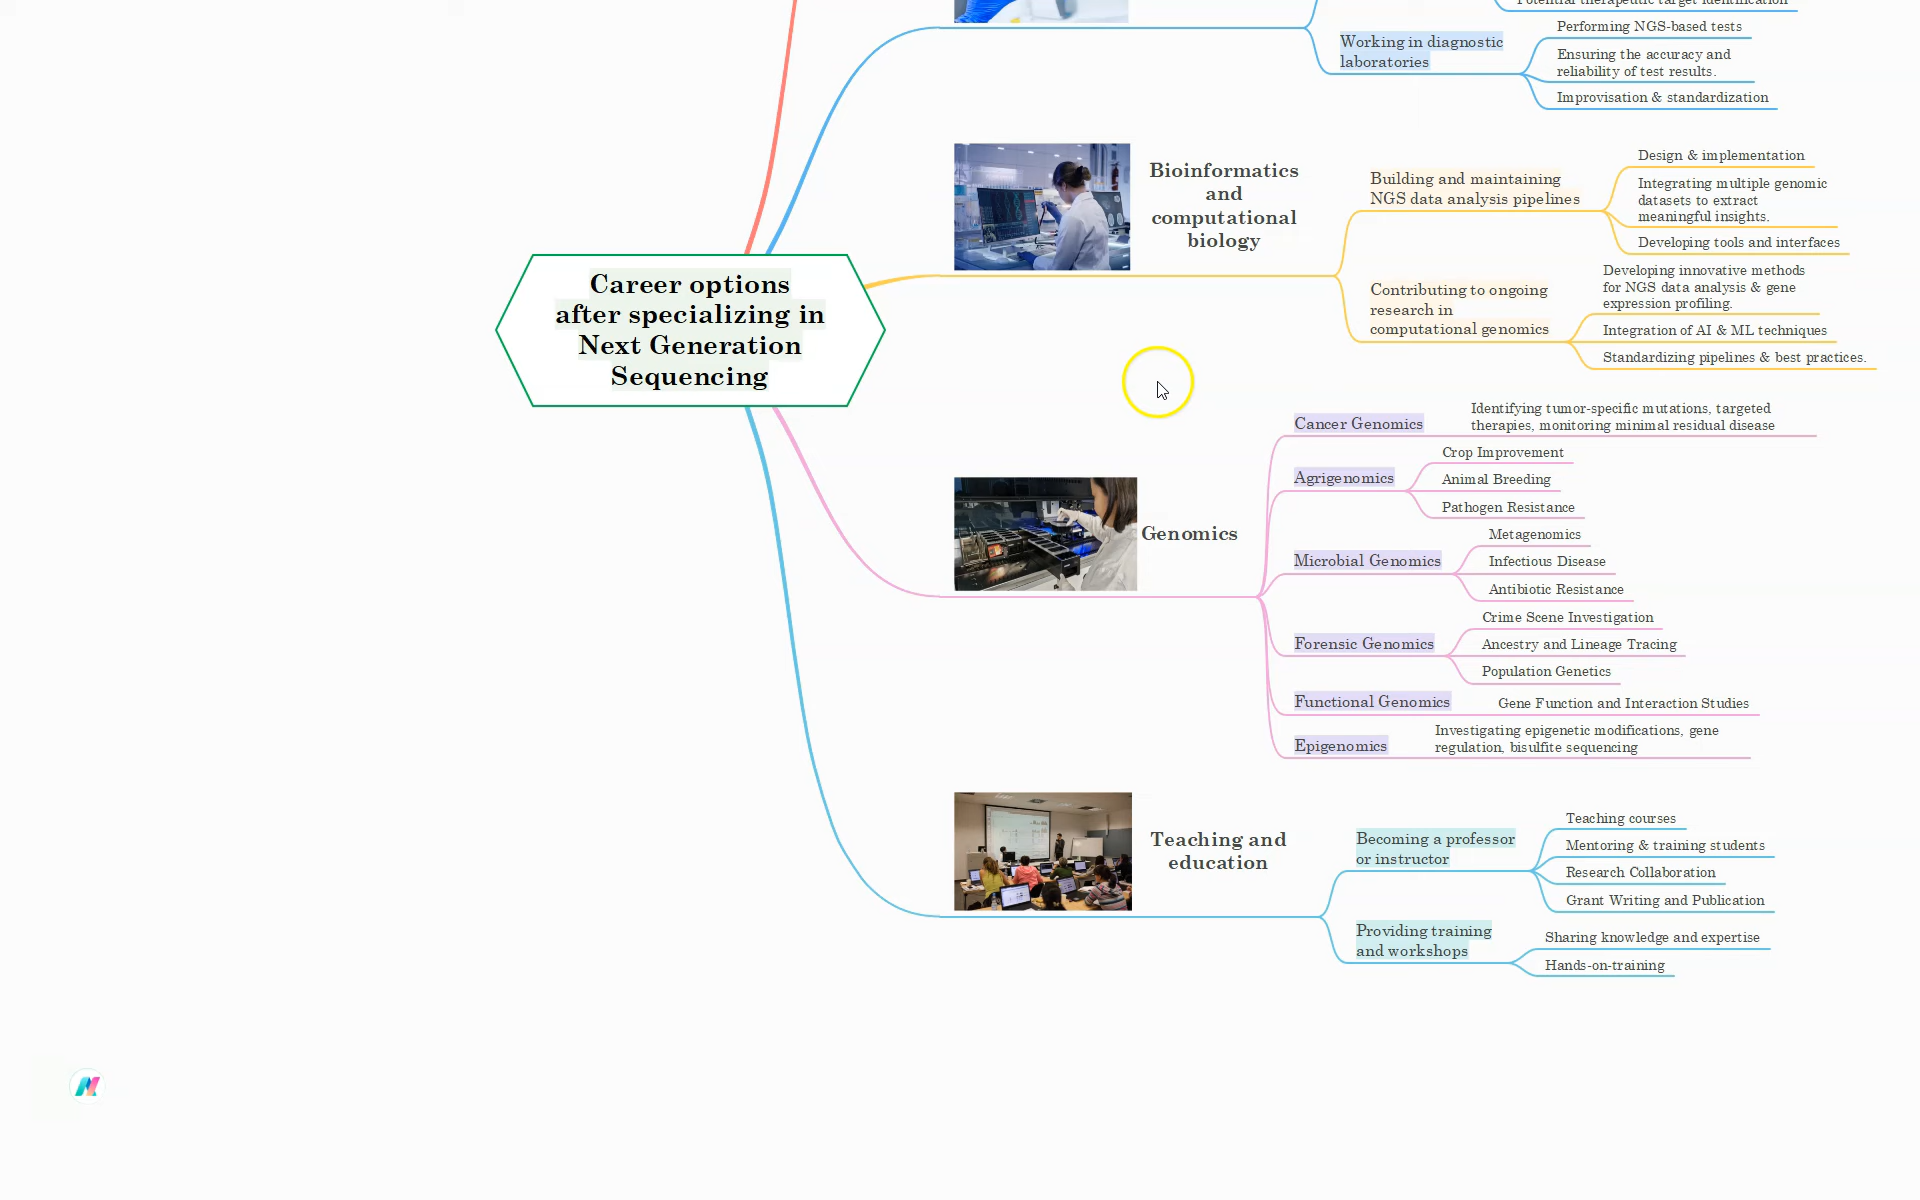 Potential therapeutic target identification
Working in diagnostic
laboratories
Performing NGS-based tests
Ensuring the accuracy and
reliability of test results.
Improvisation & standardization
Bioinformatics
and
computational
biology
Building and maintaining
NGS data analysis pipelines
Design & implementation
Integrating multiple genomic
datasets to extract
meaningful insights.
Developing tools and interfaces
Contributing to ongoing
research in
computational genomics
Developing innovative methods
for NGS data analysis & gene
expression profiling.
Integration of AI & ML techniques
Standardizing pipelines & best practices.
Career options
after specializing in
Next Generation
Sequencing
Genomics
Cancer Genomics
Identifying tumor-specific mutations, targeted
therapies, monitoring minimal residual disease
Agrigenomics
Crop Improvement
Animal Breeding
Pathogen Resistance
Microbial Genomics
Metagenomics
Infectious Disease
Antibiotic Resistance
Forensic Genomics
Crime Scene Investigation
Ancestry and Lineage Tracing
Population Genetics
Functional Genomics
Gene Function and Interaction Studies
Epigenomics
Investigating epigenetic modifications, gene
regulation, bisulfite sequencing
Teaching and
education
Becoming a professor
or instructor
Teaching courses
Mentoring & training students
Research Collaboration
Grant Writing and Publication
Providing training
and workshops
Sharing knowledge and expertise
Hands-on-training